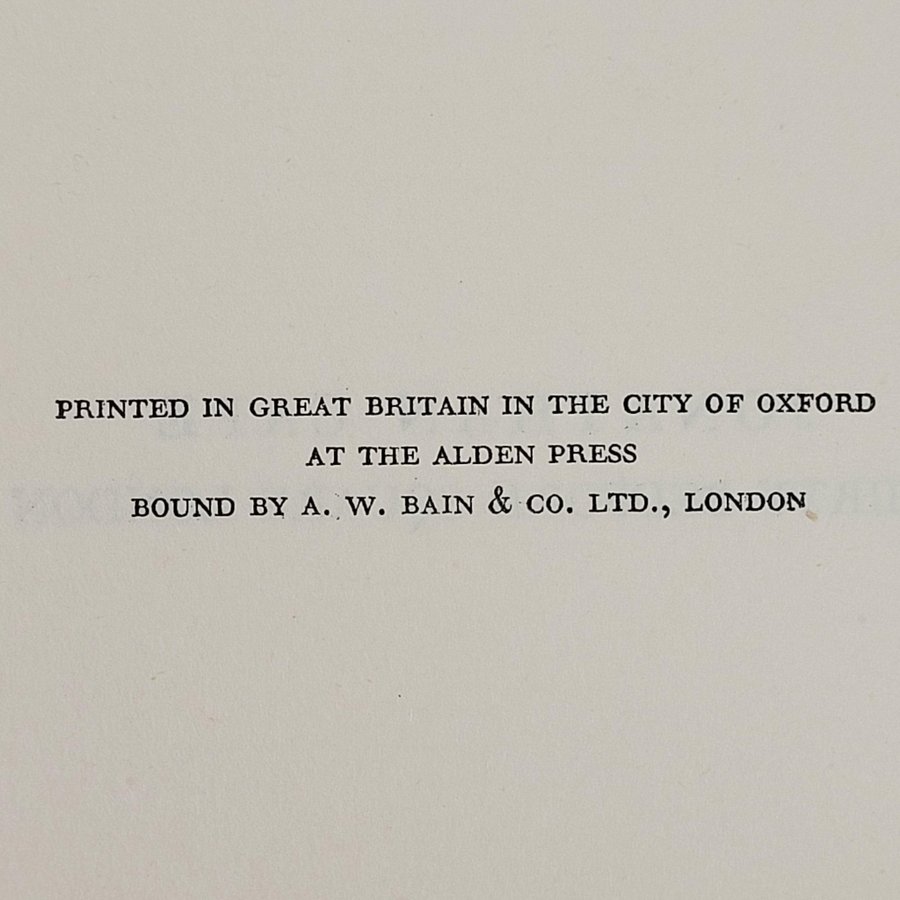 PRINTED IN GREAT BRITAIN IN THE CITY OF OXFORD
AT THE ALDEN PRESS
BOUND BY A. W. BAIN & CO. LTD., LONDON